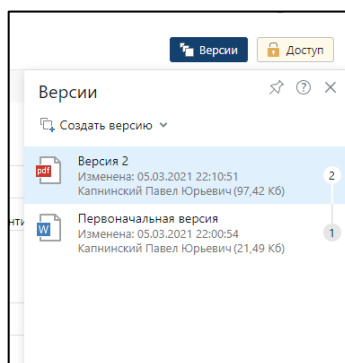 Версии Доступ
Версии
Создать версию
Версия 2
pdf
Изменена: 05.03.2021 22:10:51
2
Капнинский Павел Юрьевич (97,42 Кб)
Первоначальная версия
W
Изменена: 05.03.2021 22:00:54
1
Капнинский Павел Юрьевич (21,49 Кб)